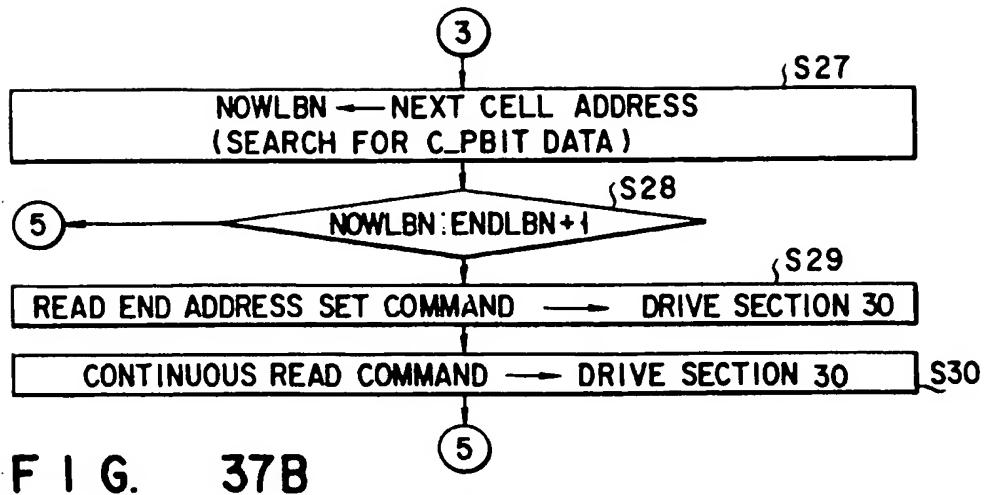 3
S27
NOWLBN ← NEXT CELL ADDRESS
(SEARCH FOR C_PBIT DATA)
S28
5
NOWLBN:ENDLBN+1
S29
READ END ADDRESS SET COMMAND → DRIVE SECTION 30
CONTINUOUS READ COMMAND → DRIVE SECTION 30
S30
5
FIG. 37B